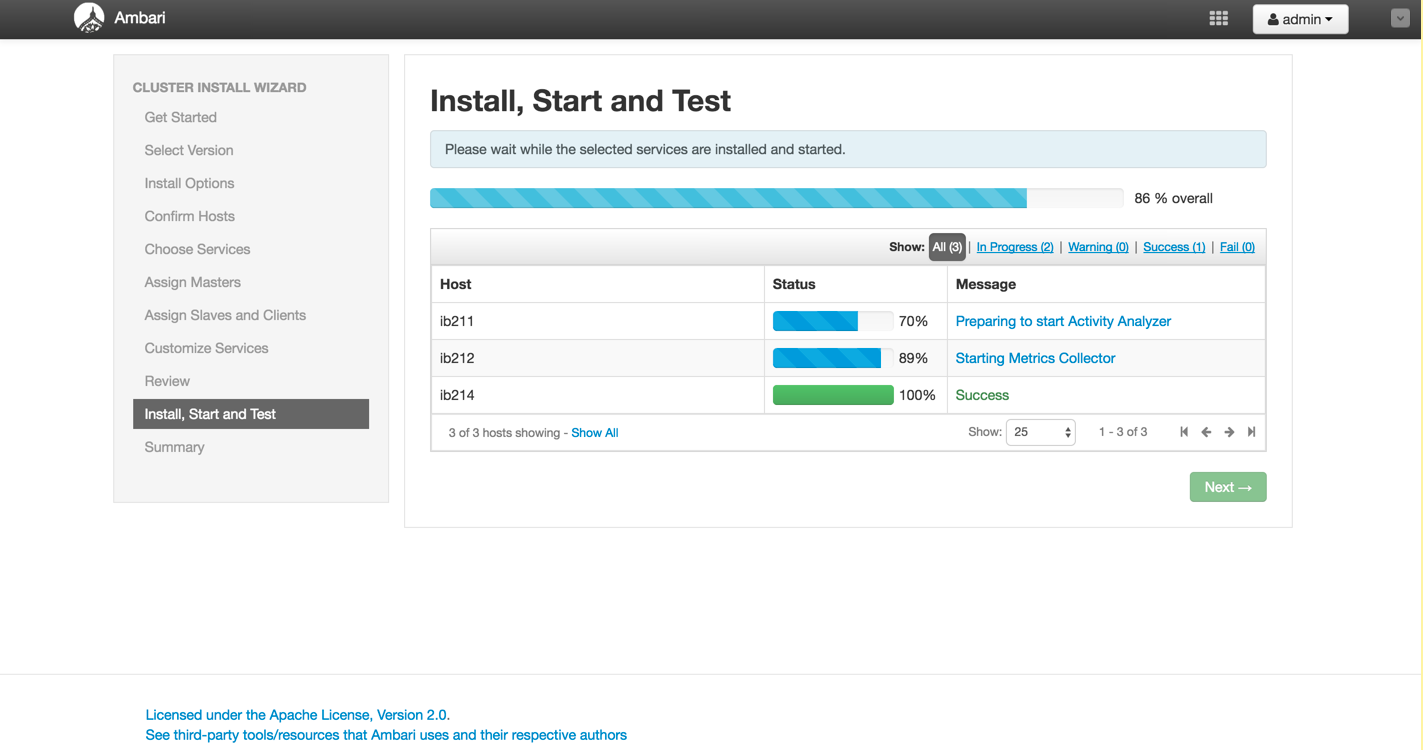 Ambari
admin
CLUSTER INSTALL WIZARD
Get Started
Select Version
Install Options
Confirm Hosts
Choose Services
Assign Masters
Assign Slaves and Clients
Customize Services
Review
Install, Start and Test
Summary
Install, Start and Test
Please wait while the selected services are installed and started.
86 % overall
Show: All (3) | In Progress (2) | Warning (0) | Success (1) | Fail (0)
Host Status Message
ib211 70% Preparing to start Activity Analyzer
ib212 89% Starting Metrics Collector
ib214 100% Success
3 of 3 hosts showing - Show All Show: 25 1 - 3 of 3
Next →
Licensed under the Apache License, Version 2.0.
See third-party tools/resources that Ambari uses and their respective authors